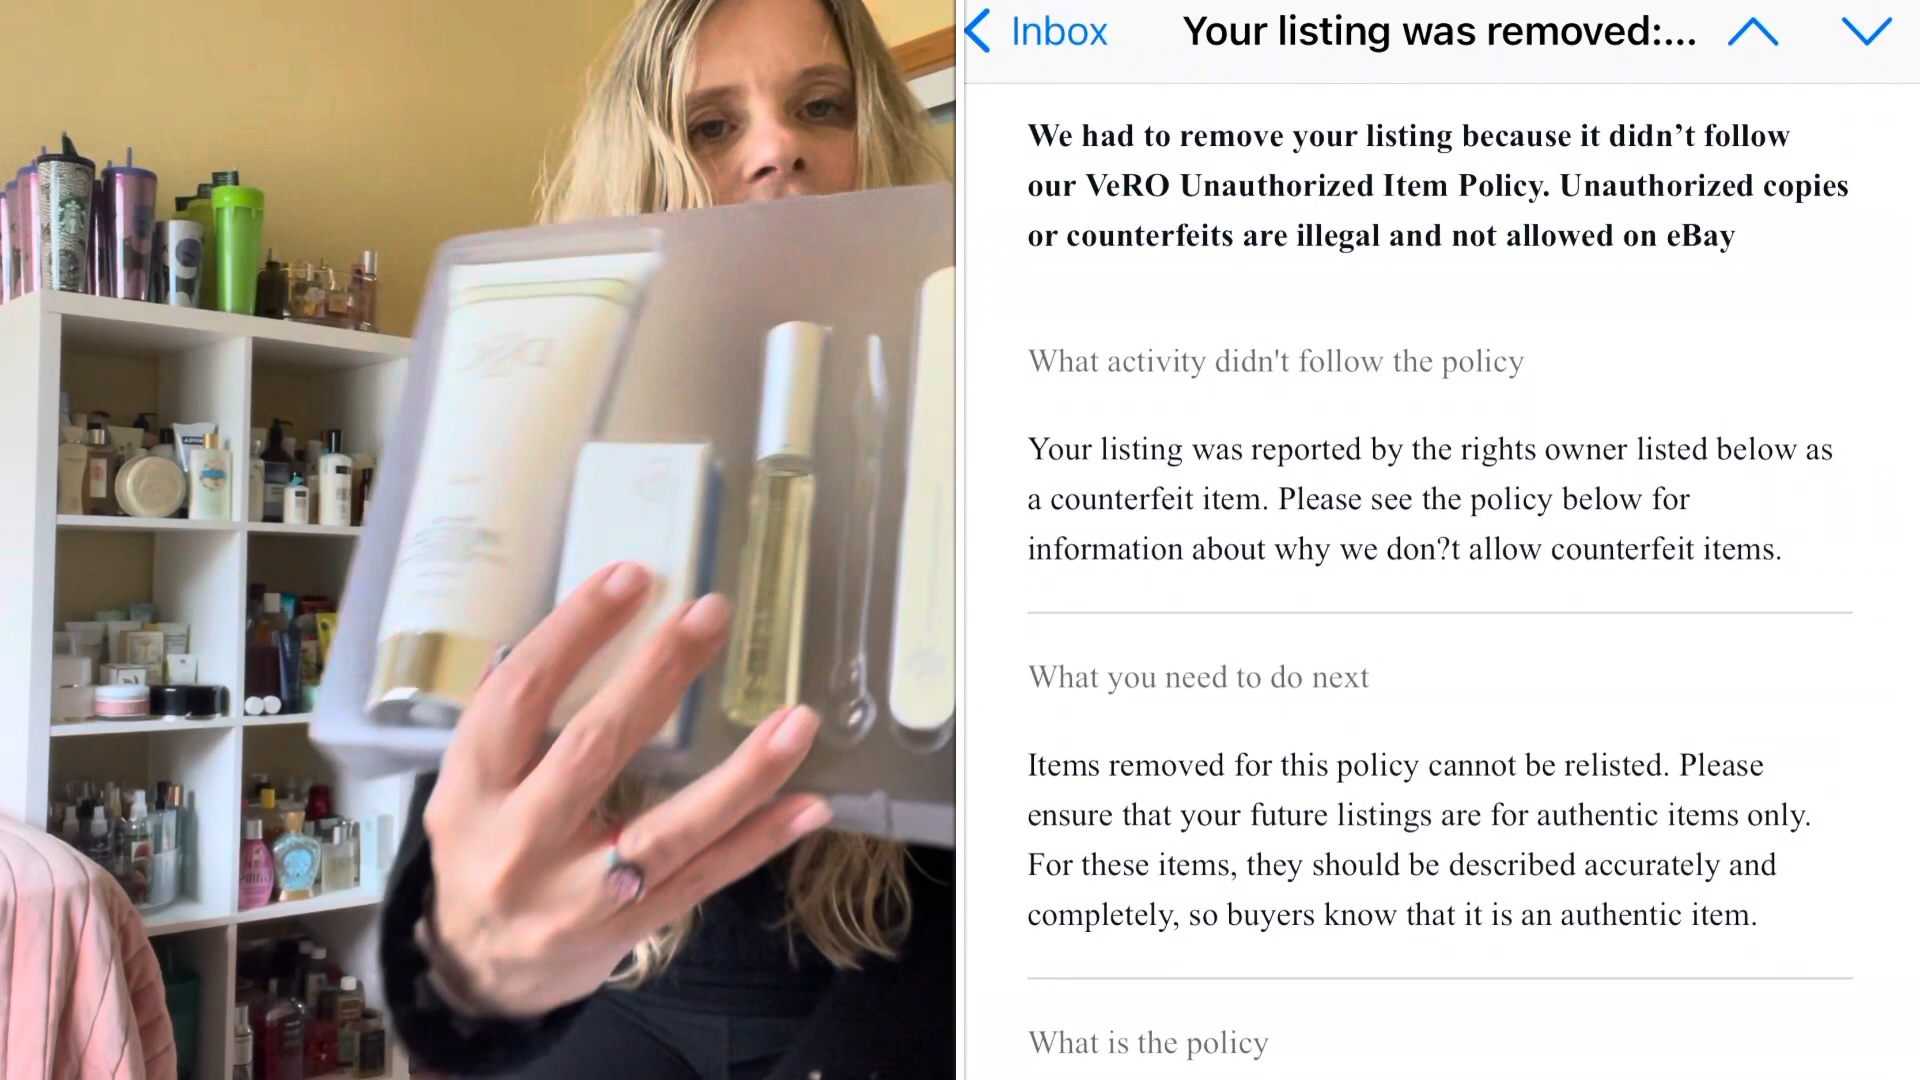 Inbox
Your listing was removed:...
We had to remove your listing because it didn’t follow
our VeRO Unauthorized Item Policy. Unauthorized copies
or counterfeits are illegal and not allowed on eBay
What activity didn't follow the policy
Your listing was reported by the rights owner listed below as
a counterfeit item. Please see the policy below for
information about why we don?t allow counterfeit items.
What you need to do next
Items removed for this policy cannot be relisted. Please
ensure that your future listings are for authentic items only.
For these items, they should be described accurately and
completely, so buyers know that it is an authentic item.
What is the policy